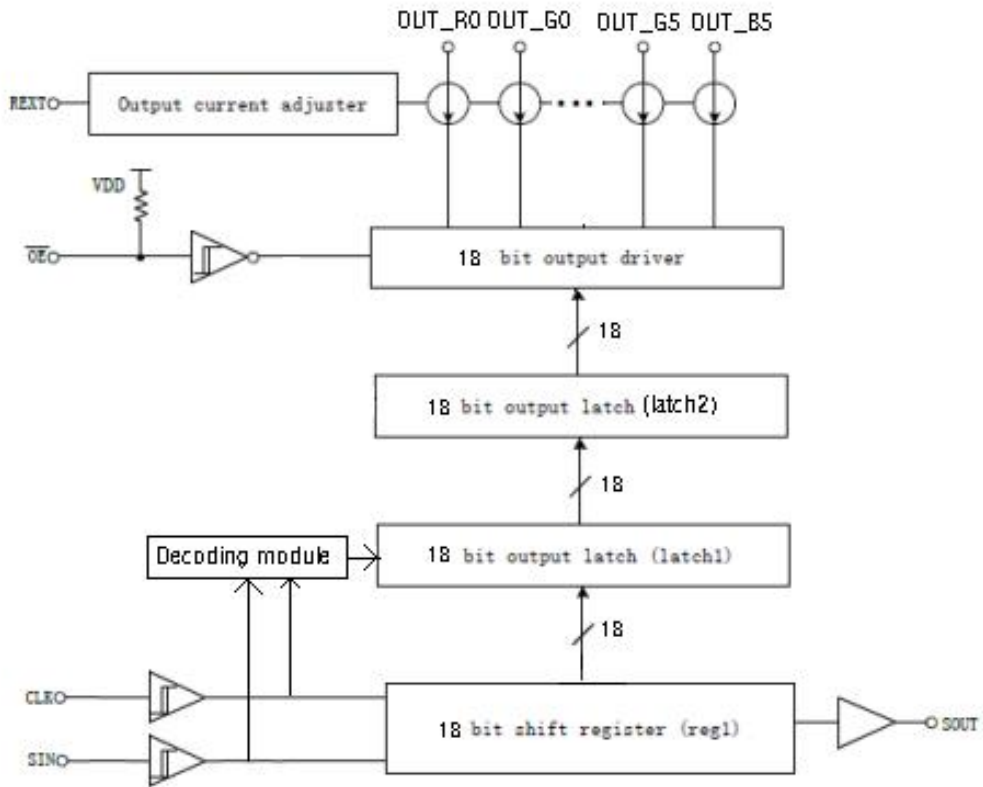 OUT_R0 OUT_G0 OUT_G5 OUT_B5
REXT
Output current adjuster
VDD
OE
18 bit output driver
18
18 bit output latch (latch2)
18
Decoding module
18 bit output latch (latch1)
18
CLK
18 bit shift register (reg1)
SOUT
SIN